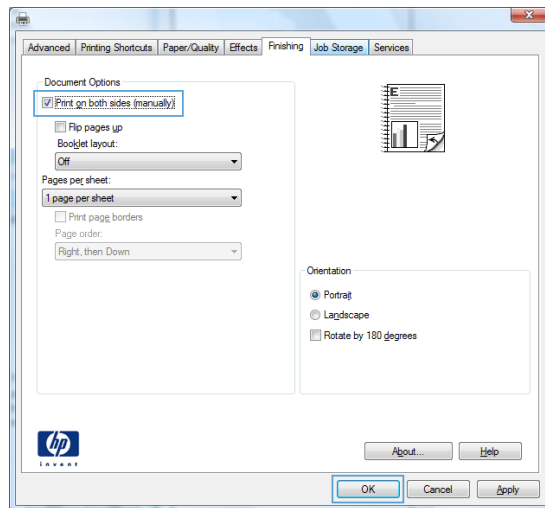 Advanced Printing Shortcuts Paper/Quality Effects Finishing Job Storage Services
Document Options
Print on both sides (manually)
Flip pages up
Booklet layout:
Off
Pages per sheet:
1 page per sheet
Print page borders
Page order:
Right, then Down
E
Orientation
Portrait
Landscape
Rotate by 180 degrees
hp
invent
About... Help
OK Cancel Apply